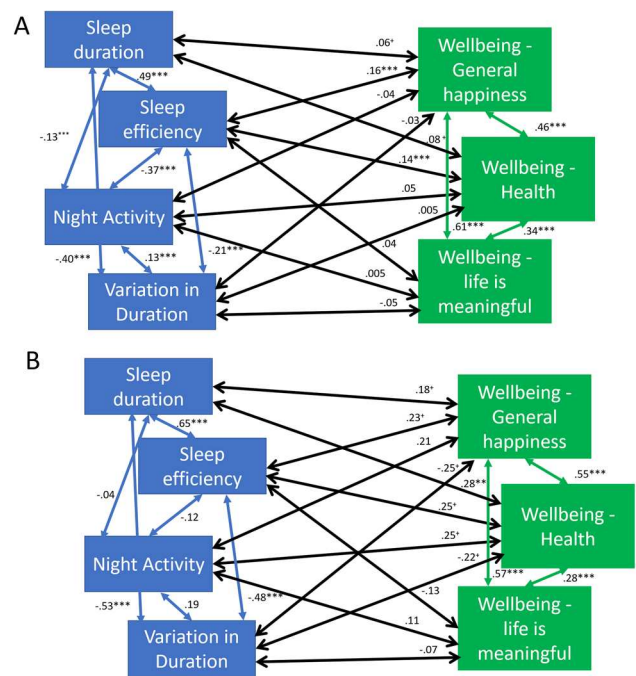 A
Sleep
duration
Wellbeing -
General
happiness
.06⁺
.49***
.16***
-.04
Sleep
efficiency
-.03
.08*
.46***
-.13***
.14***
Wellbeing -
Health
-.37***
Night Activity
.05
.005
.61***
.34***
-.21***
.04
-.40***
.13***
.005
Wellbeing -
life is
meaningful
Variation in
Duration
-.05
B
Sleep
duration
.18⁺
Wellbeing -
General
happiness
.65***
.23⁺
.21
Sleep
efficiency
-.25⁺
.28**
.55***
-.04
.25⁺
Wellbeing -
Health
-.12
.25⁺
Night Activity
-.22⁺
.57***
.28***
-.48***
-.13
-.53***
.19
.11
Wellbeing -
life is
meaningful
Variation in
Duration
-.07